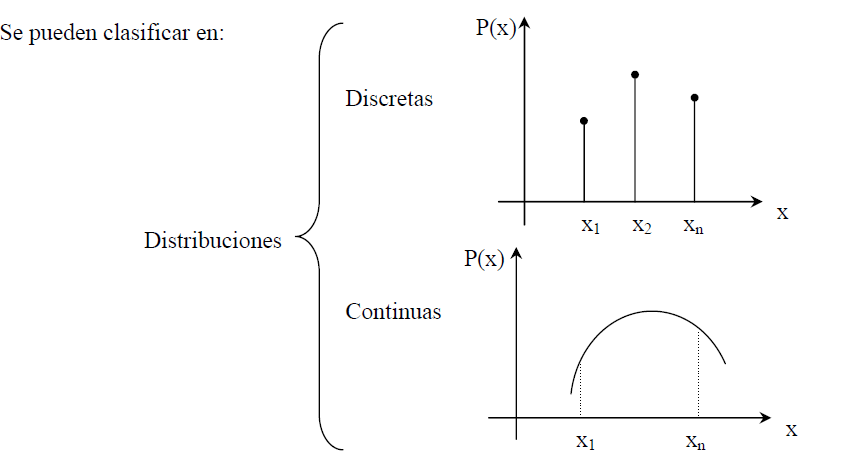 Se pueden clasificar en:
P(x)
Discretas
x
x₁ x₂ xₙ
Distribuciones
P(x)
Continuas
x
x₁ xₙ